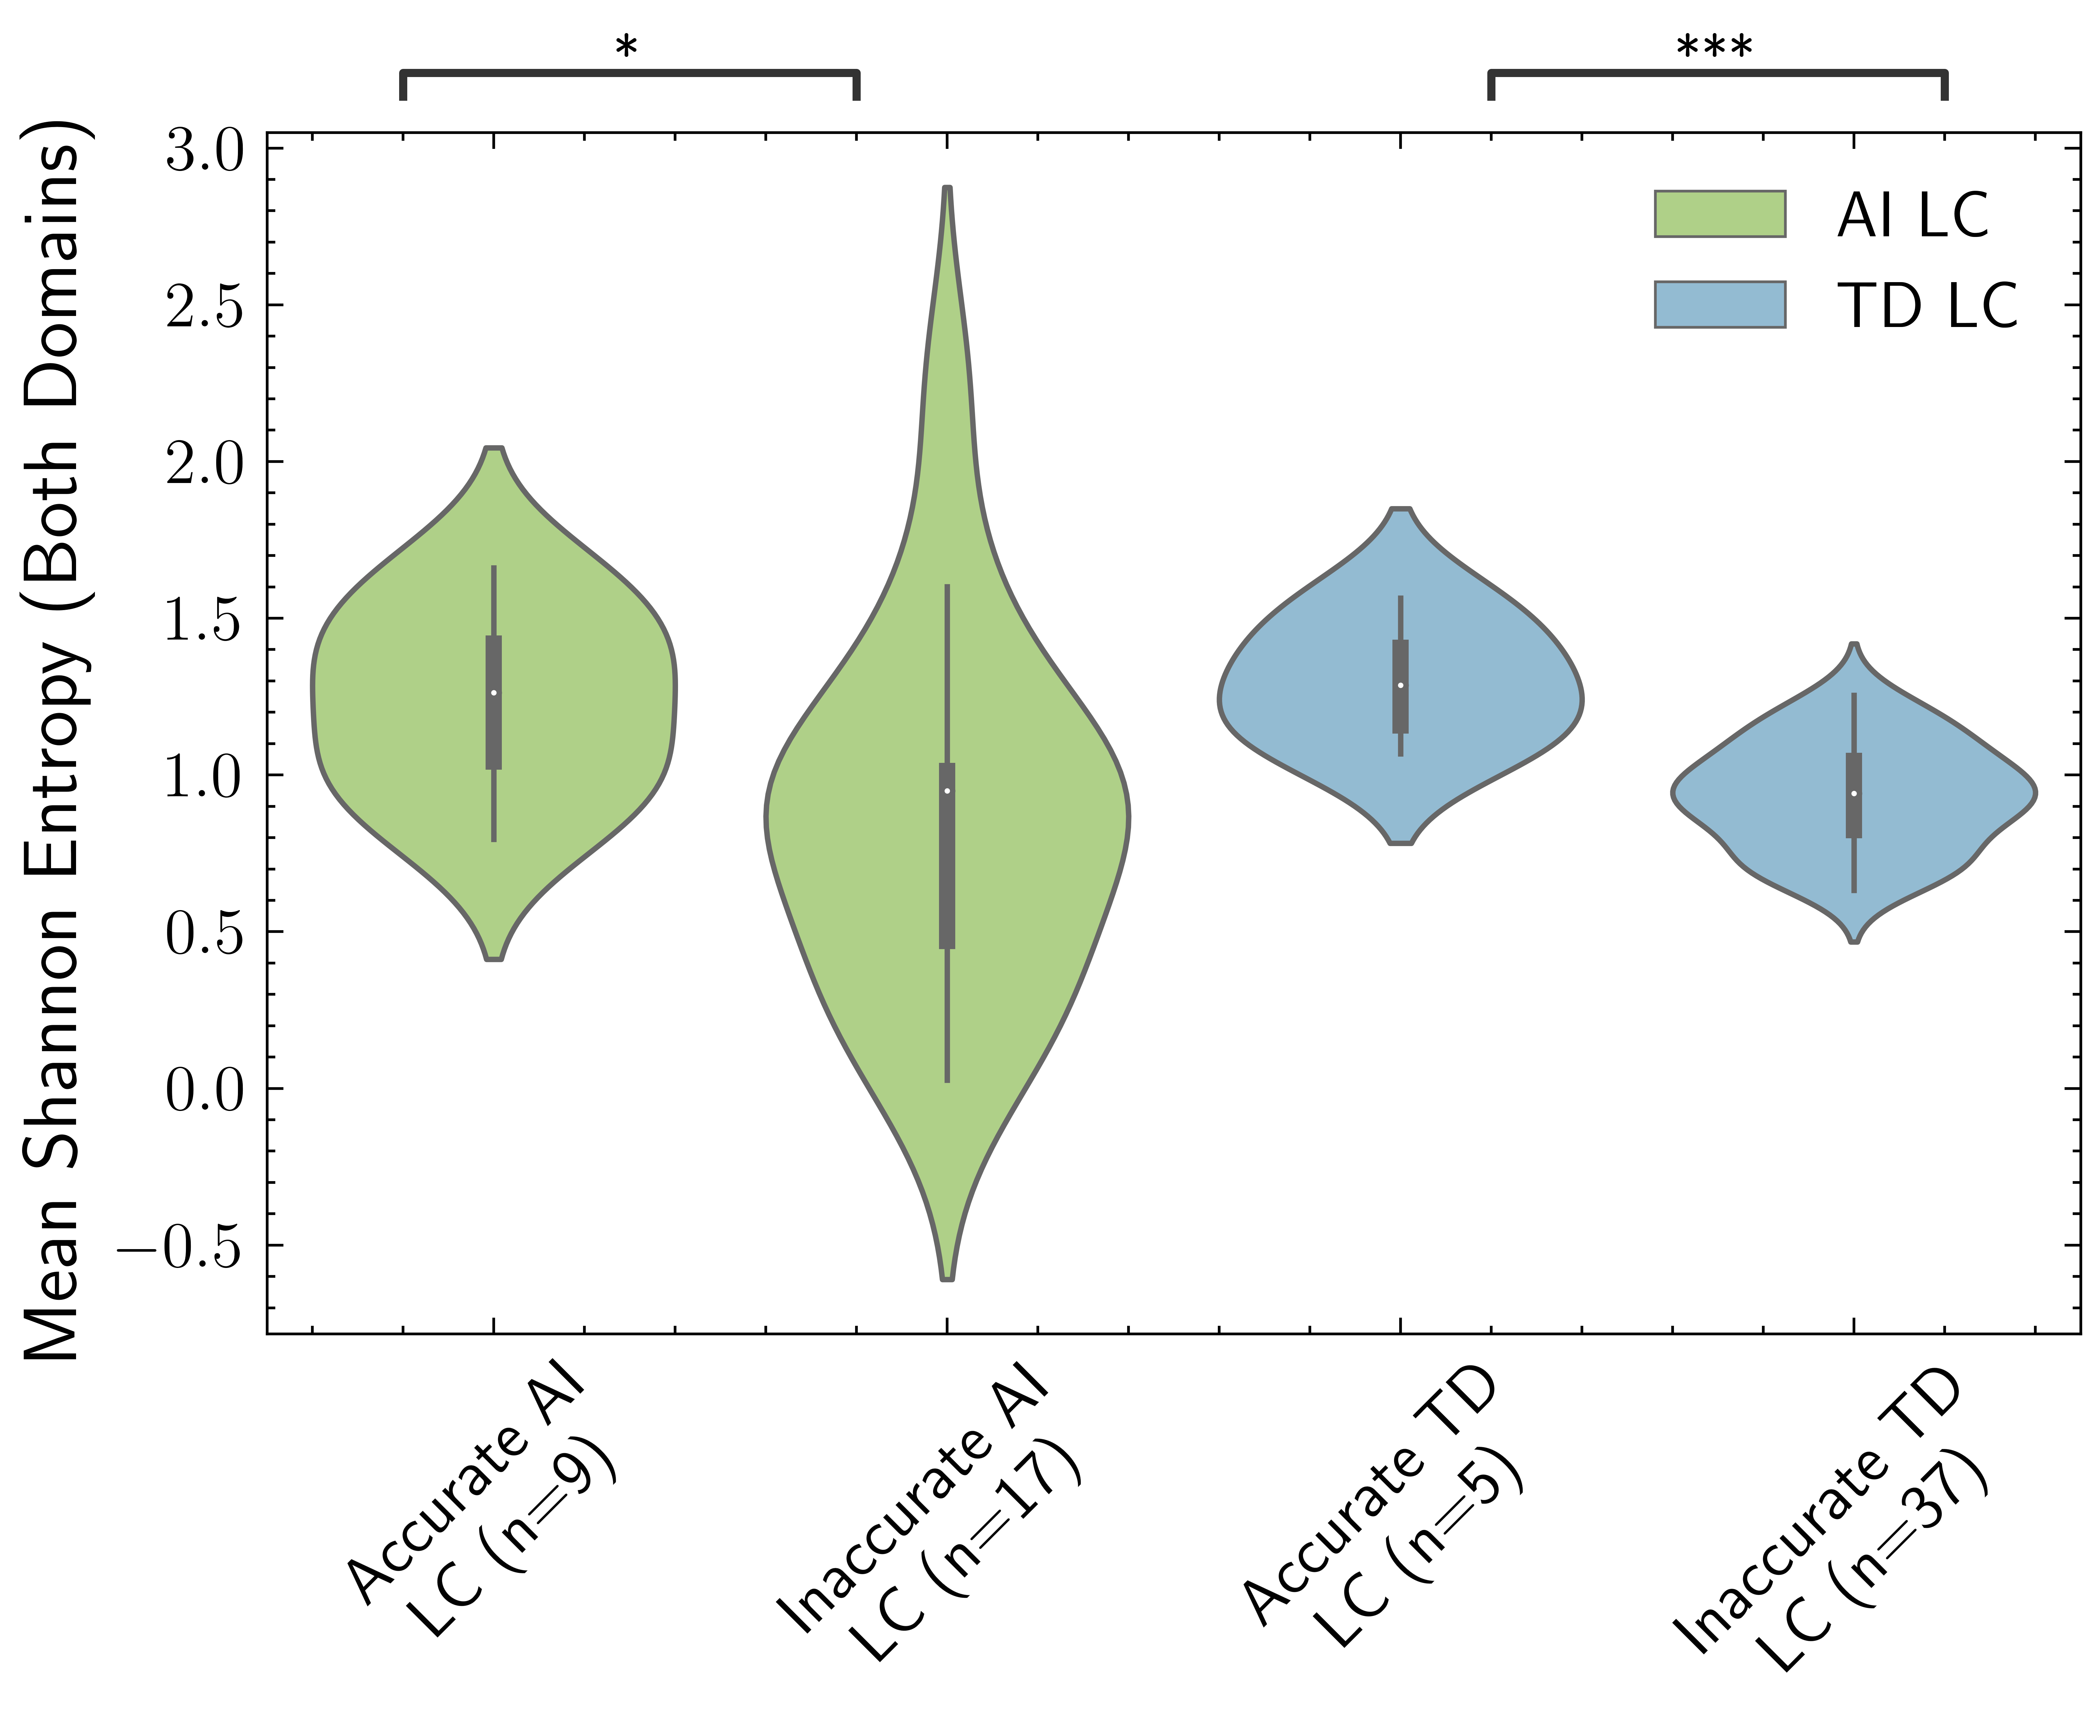 *
***
Mean Shannon Entropy (Both Domains)
3.0
2.5
2.0
1.5
1.0
0.5
0.0
−0.5
AI LC
TD LC
Accurate AI
LC (n=9)
Inaccurate AI
LC (n=17)
Accurate TD
LC (n=5)
Inaccurate TD
LC (n=37)